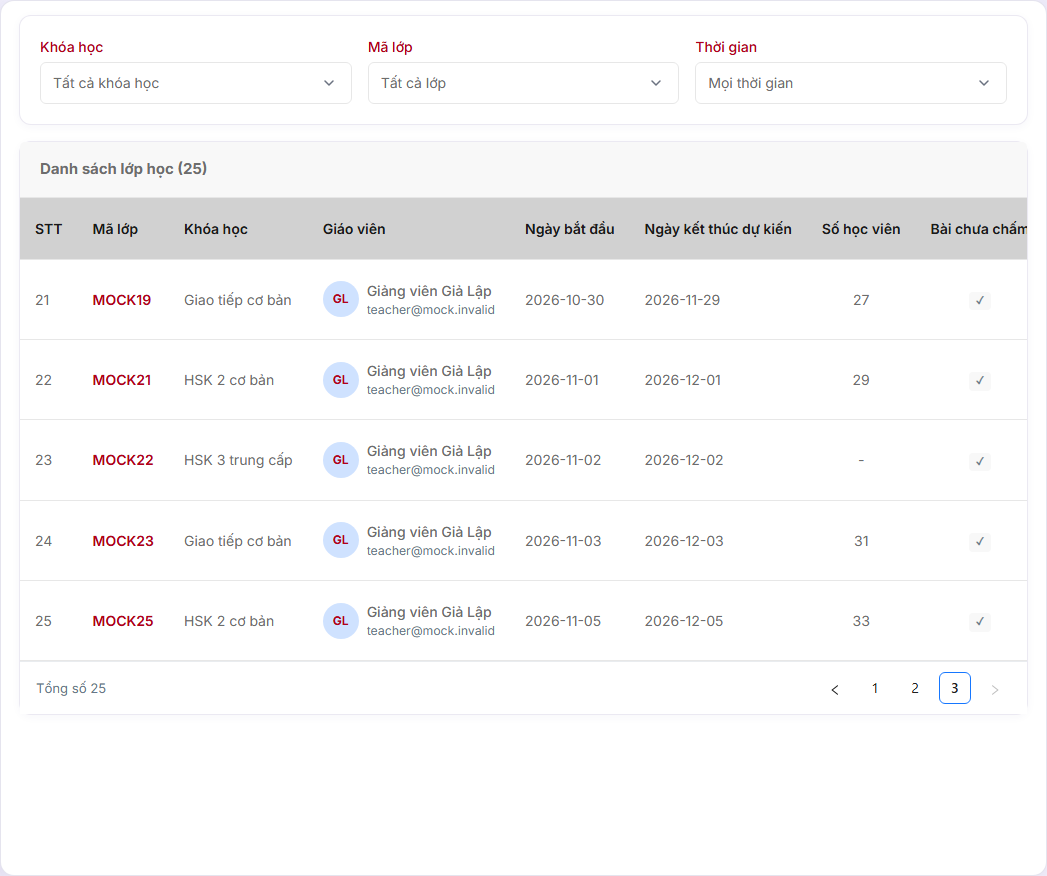 Khóa học Mã lớp Thời gian
Tất cả khóa học Tất cả lớp Mọi thời gian
Danh sách lớp học (25)
STT Mã lớp Khóa học Giáo viên Ngày bắt đầu Ngày kết thúc dự kiến Số học viên Bài chưa chấm
21 MOCK19 Giao tiếp cơ bản GL Giảng viên Giả Lập 2026-10-30 2026-11-29 27 ✓
teacher@mock.invalid
22 MOCK21 HSK 2 cơ bản GL Giảng viên Giả Lập 2026-11-01 2026-12-01 29 ✓
teacher@mock.invalid
23 MOCK22 HSK 3 trung cấp GL Giảng viên Giả Lập 2026-11-02 2026-12-02 - ✓
teacher@mock.invalid
24 MOCK23 Giao tiếp cơ bản GL Giảng viên Giả Lập 2026-11-03 2026-12-03 31 ✓
teacher@mock.invalid
25 MOCK25 HSK 2 cơ bản GL Giảng viên Giả Lập 2026-11-05 2026-12-05 33 ✓
teacher@mock.invalid
Tổng số 25 < 1 2 3 >